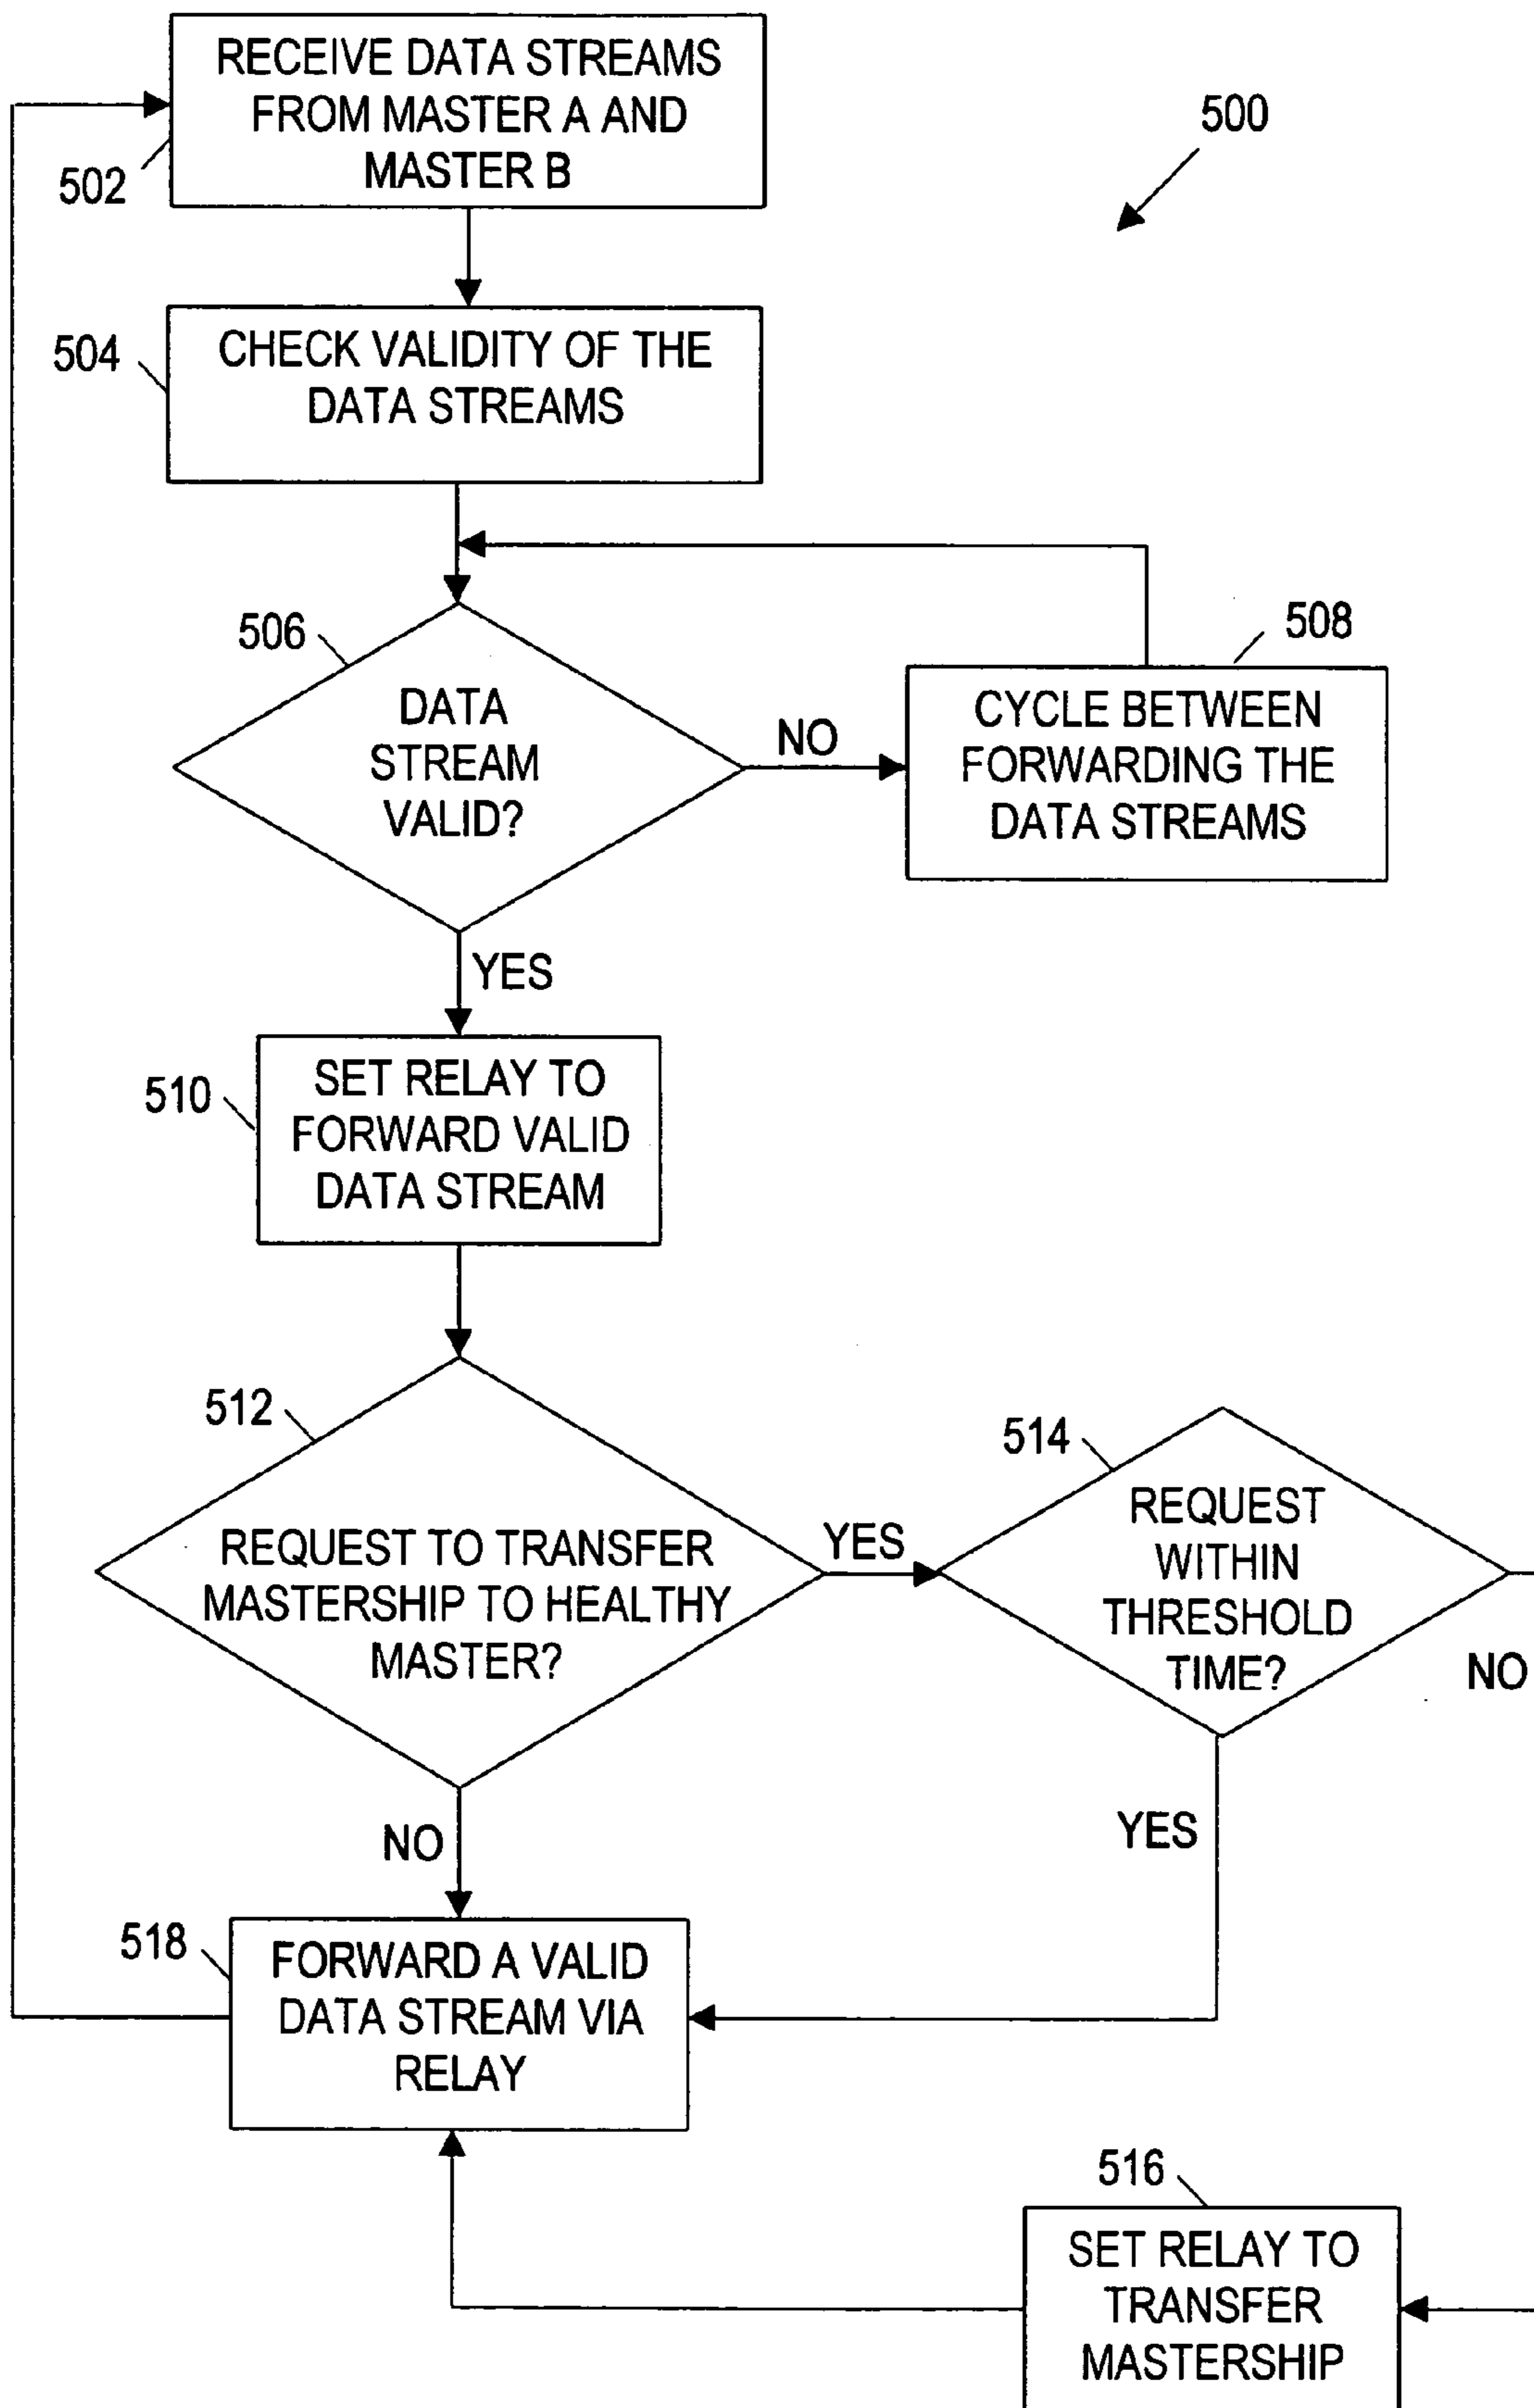 RECEIVE DATA STREAMS
FROM MASTER A AND
MASTER B
502
500
504
CHECK VALIDITY OF THE
DATA STREAMS
506
DATA
STREAM
VALID?
NO
508
CYCLE BETWEEN
FORWARDING THE
DATA STREAMS
YES
510
SET RELAY TO
FORWARD VALID
DATA STREAM
512
REQUEST TO TRANSFER
MASTERSHIP TO HEALTHY
MASTER?
YES
514
REQUEST
WITHIN
THRESHOLD
TIME?
NO
NO
YES
518
FORWARD A VALID
DATA STREAM VIA
RELAY
516
SET RELAY TO
TRANSFER
MASTERSHIP